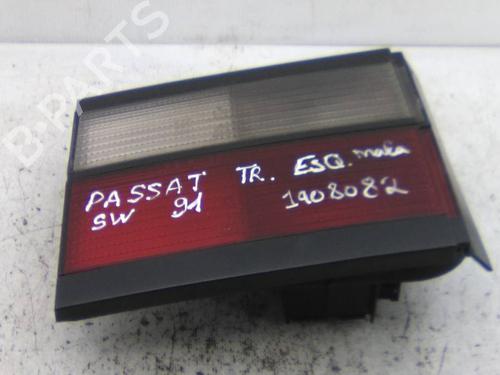 B-PARTS
PASSAT TR. ESQ. mala
SW 91 1908082